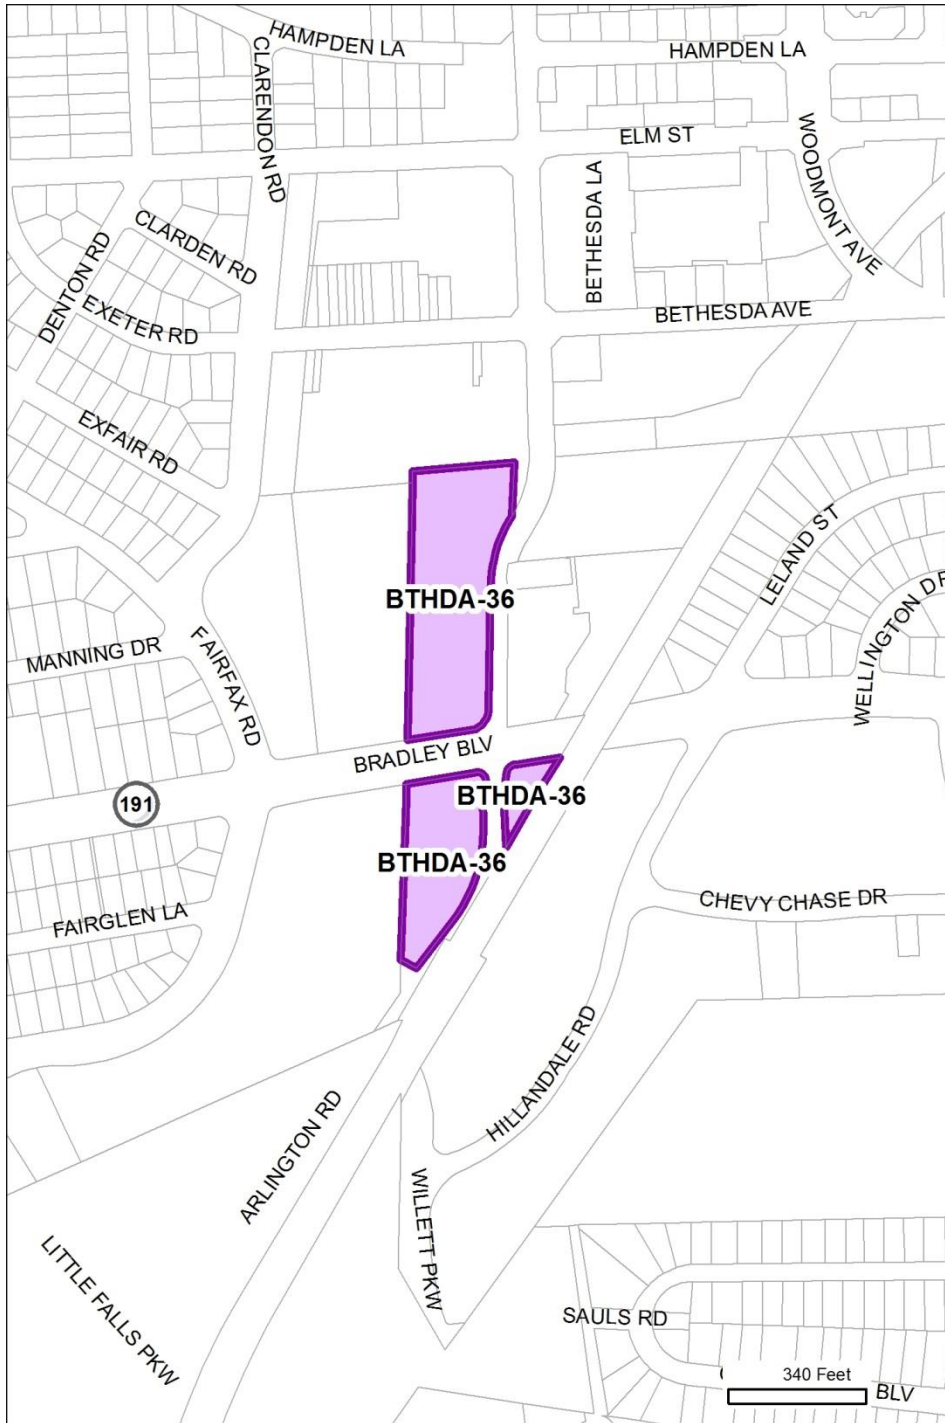 HAMPDEN LA
HAMPDEN LA
CLARENDON RD
ELM ST
WOODMONT AVE
BETHESDA LA
CLARDEN RD
DENTON RD
EXETER RD
BETHESDA AVE
EXFAIR RD
LELAND ST
BTHDA-36
WELLINGTON DR
MANNING DR
FAIRFAX RD
BRADLEY BLV
191
BTHDA-36
BTHDA-36
CHEVY CHASE DR
FAIRGLEN LA
HILLANDALE RD
ARLINGTON RD
WILLETT PKW
LITTLE FALLS PKW
SAULS RD
340 Feet
BLV